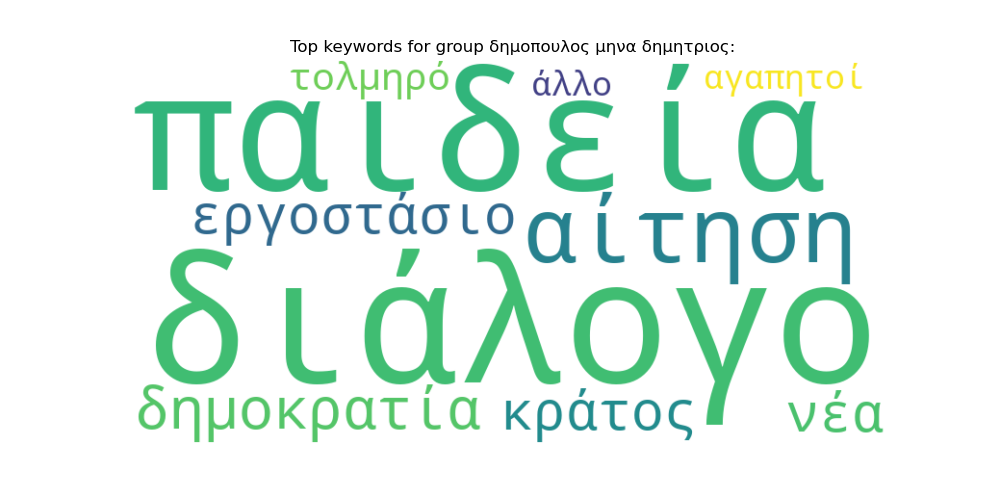 Top keywords for group δημοπουλος μηνα δημητριος:
τολμηρό άλλο αγαπητοί
παιδεία
εργοστάσιο αίτηση
διάλογο
δημοκρατία κράτος νέα